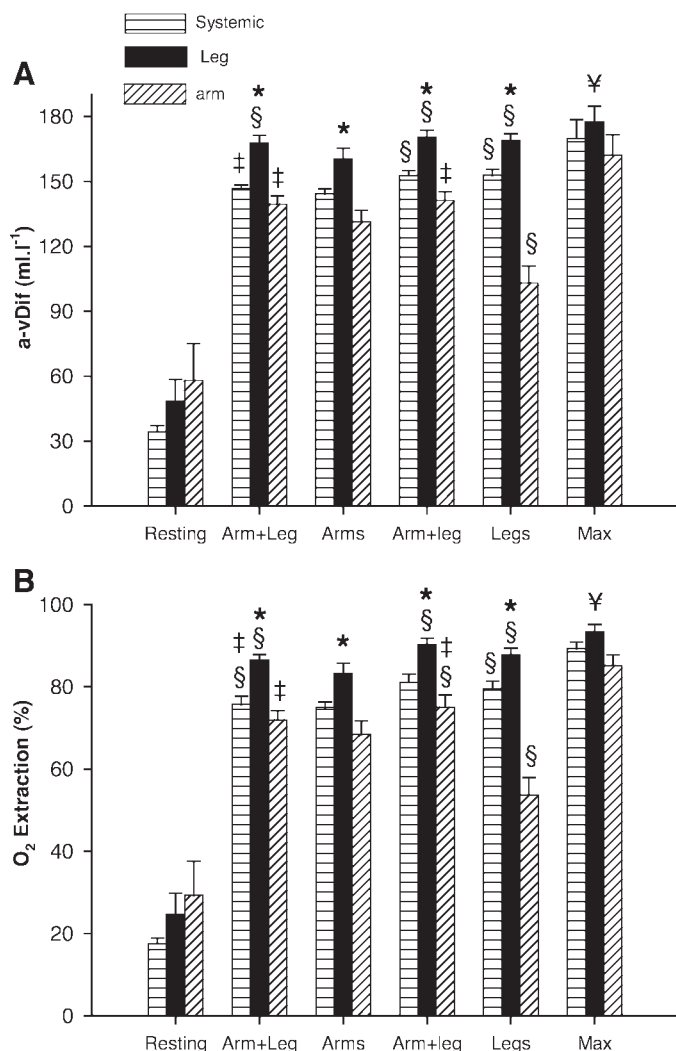 Systemic
Leg
arm
A
* * * * ¥
‡ § ‡ § § ‡ § § §
a-vDif (ml.l⁻¹)
180
150
120
90
60
30
0
Resting Arm+Leg Arms Arm+leg Legs Max
B
* * * * ¥
‡ § § ‡ § ‡ § § § §
O₂ Extraction (%)
100
80
60
40
20
0
Resting Arm+Leg Arms Arm+leg Legs Max